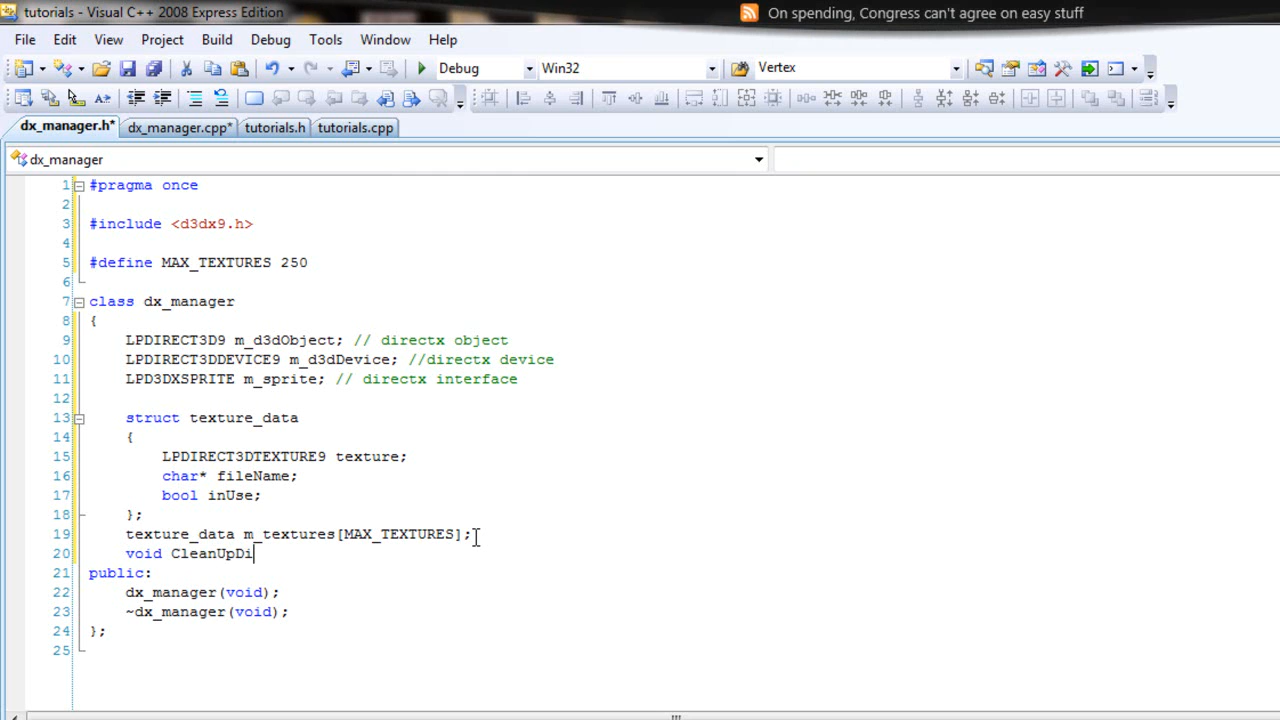 tutorials - Visual C++ 2008 Express Edition
On spending, Congress can't agree on easy stuff
File Edit View Project Build Debug Tools Window Help
Debug Win32 Vertex
dx_manager.h* dx_manager.cpp* tutorials.h tutorials.cpp
dx_manager
1 #pragma once
2
3 #include <d3dx9.h>
4
5 #define MAX_TEXTURES 250
6
7 class dx_manager
8 {
9 LPDIRECT3D9 m_d3dObject; // directx object
10 LPDIRECT3DDEVICE9 m_d3dDevice; //directx device
11 LPD3DXSPRITE m_sprite; // directx interface
12
13 struct texture_data
14 {
15 LPDIRECT3DTEXTURE9 texture;
16 char* fileName;
17 bool inUse;
18 };
19 texture_data m_textures[MAX_TEXTURES];
20 void CleanUpDi
21 public:
22 dx_manager(void);
23 ~dx_manager(void);
24 };
25